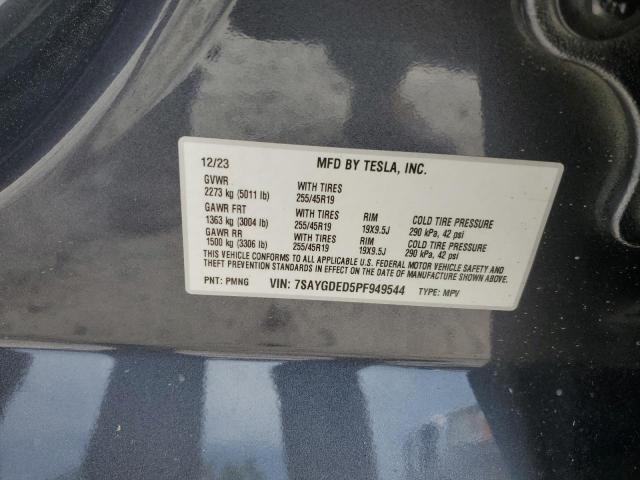 12/23 MFD BY TESLA, INC.
GVWR WITH TIRES
2273 kg (5011 lb) 255/45R19
GAWR FRT WITH TIRES RIM COLD TIRE PRESSURE
1363 kg (3004 lb) 255/45R19 19X9.5J 290 kPa, 42 psi
GAWR RR WITH TIRES RIM COLD TIRE PRESSURE
1500 kg (3306 lb) 255/45R19 19X9.5J 290 kPa, 42 psi
THIS VEHICLE CONFORMS TO ALL APPLICABLE U.S. FEDERAL MOTOR VEHICLE SAFETY AND
THEFT PREVENTION STANDARDS IN EFFECT ON THE DATE OF MANUFACTURE SHOWN ABOVE.
PNT: PMNG VIN: 7SAYGDED5PF949544 TYPE: MPV